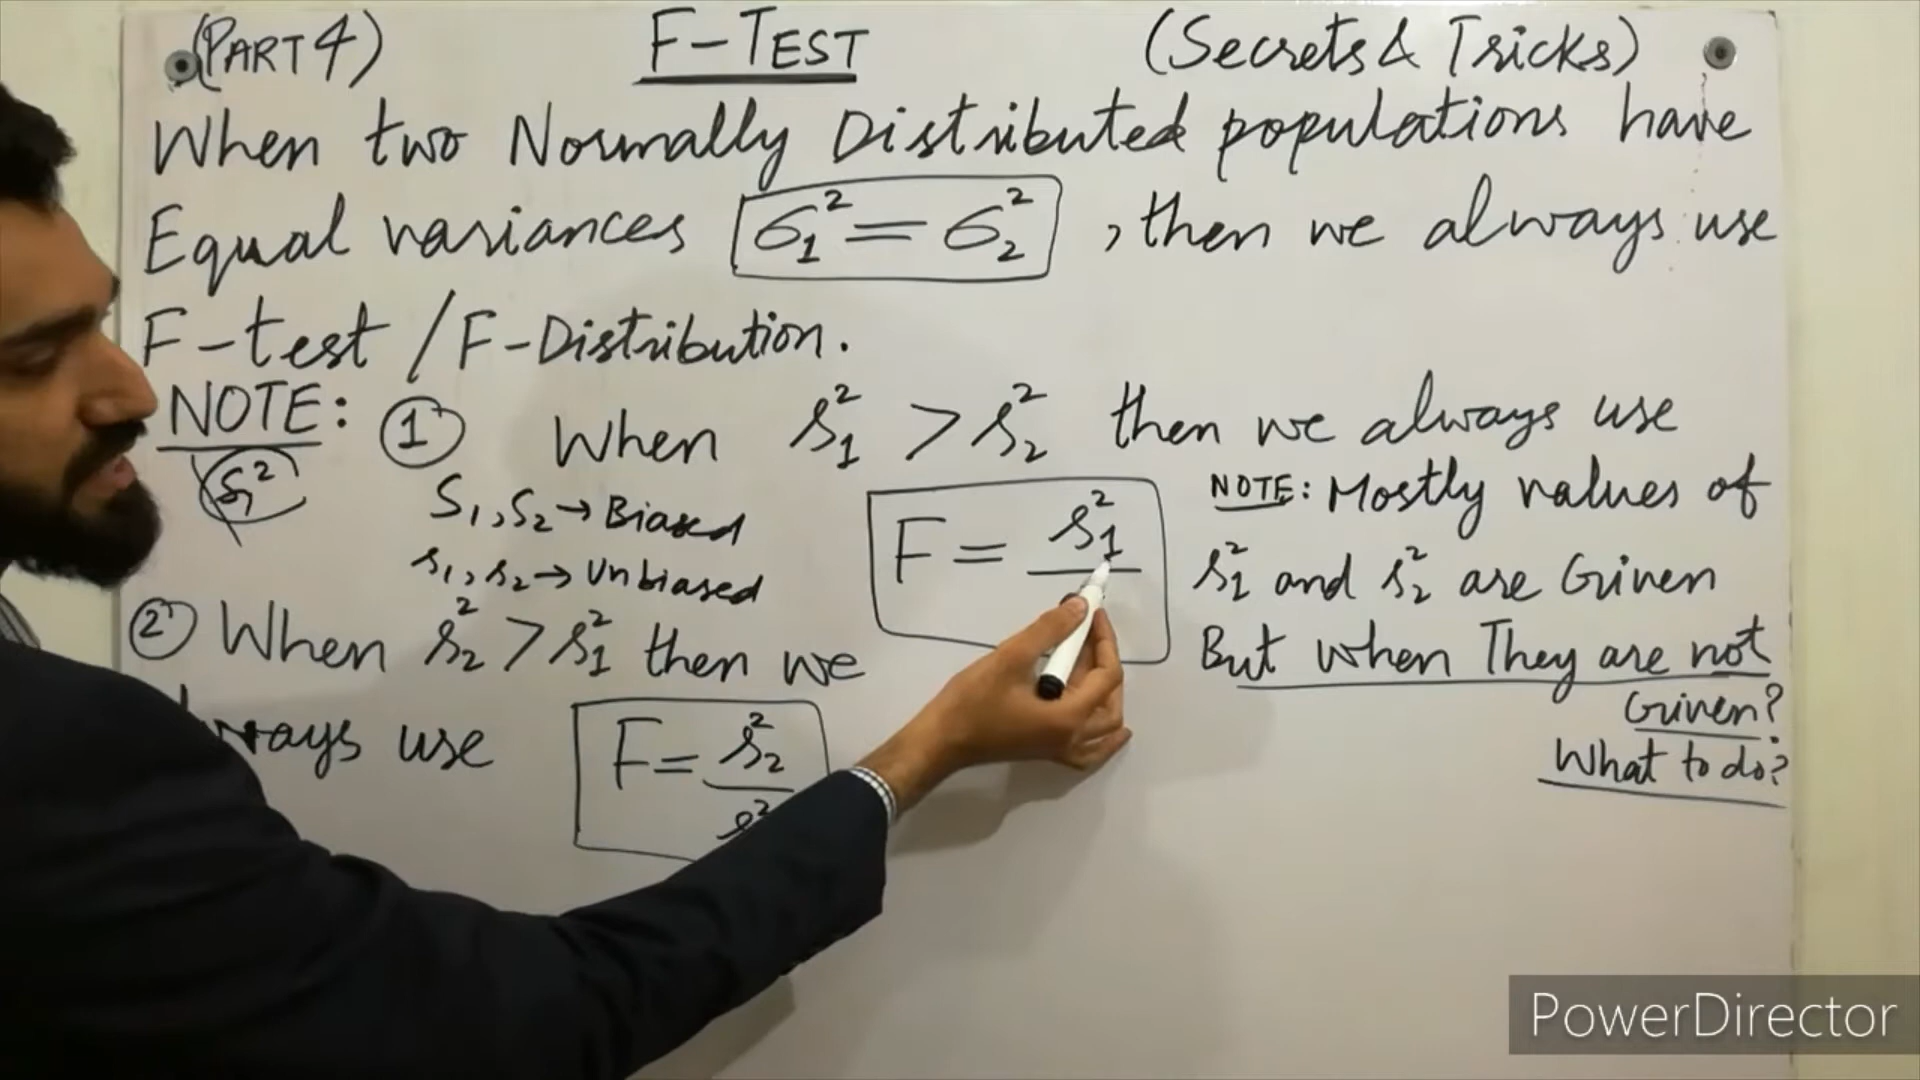 (PART 4) F-TEST (Secrets & Tricks)
When two Normally Distributed populations have
Equal variances σ₁² = σ₂² , then we always use
F-test / F-Distribution.
NOTE: ① When s₁² > s₂² then we always use
S₁²
S₁, S₂ → Biased
s₁, s₂ → Unbiased
F = s₁²
NOTE: Mostly values of
s₁² and s₂² are Given
But when They are not
Given?
What to do?
② When s₂² > s₁² then we
use
F = s₂²
PowerDirector